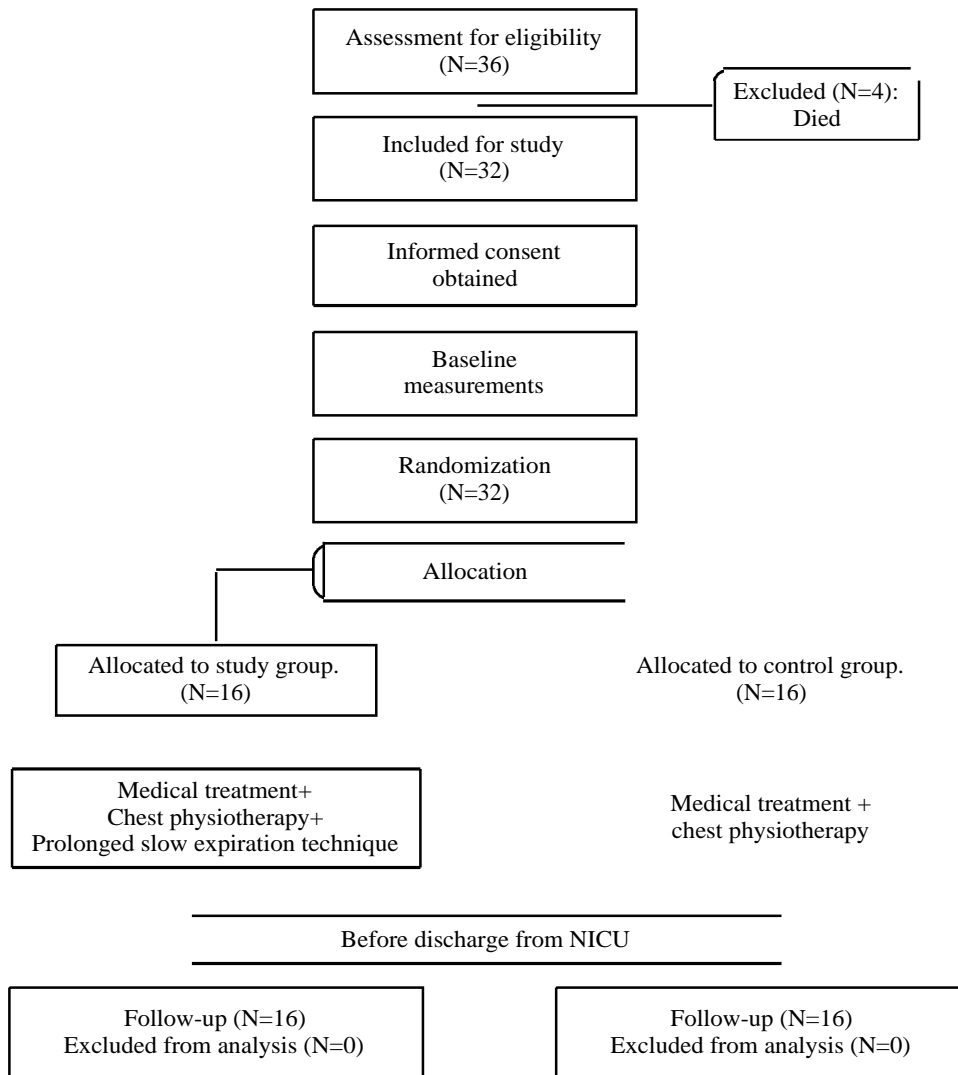 Assessment for eligibility
(N=36)
Excluded (N=4):
Died
Included for study
(N=32)
Informed consent
obtained
Baseline
measurements
Randomization
(N=32)
Allocation
Allocated to study group.
(N=16)
Allocated to control group.
(N=16)
Medical treatment+
Chest physiotherapy+
Prolonged slow expiration technique
Medical treatment +
chest physiotherapy
Before discharge from NICU
Follow-up (N=16)
Excluded from analysis (N=0)
Follow-up (N=16)
Excluded from analysis (N=0)